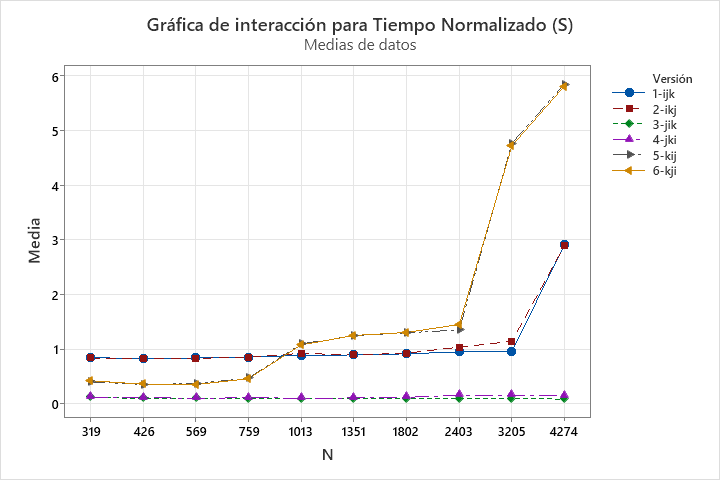 Gráfica de interacción para Tiempo Normalizado (S)
Medias de datos
Versión
1-ijk
2-ikj
3-jik
4-jki
5-kij
6-kji
Media
6
5
4
3
2
1
0
319 426 569 759 1013 1351 1802 2403 3205 4274
N